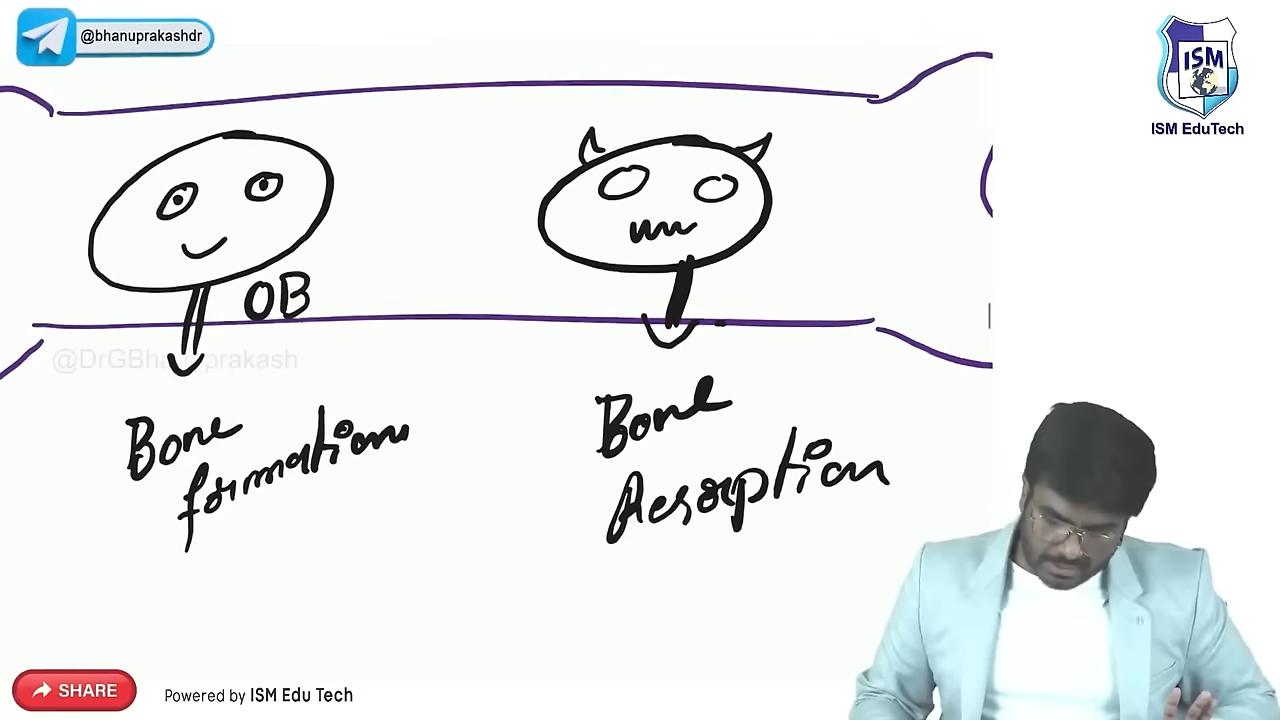 @bhanuprakashdr
ISM
ISM EduTech
OB
@DrGBhanuprakash
Bone
formation
Bone
Resorption
SHARE
Powered by ISM Edu Tech